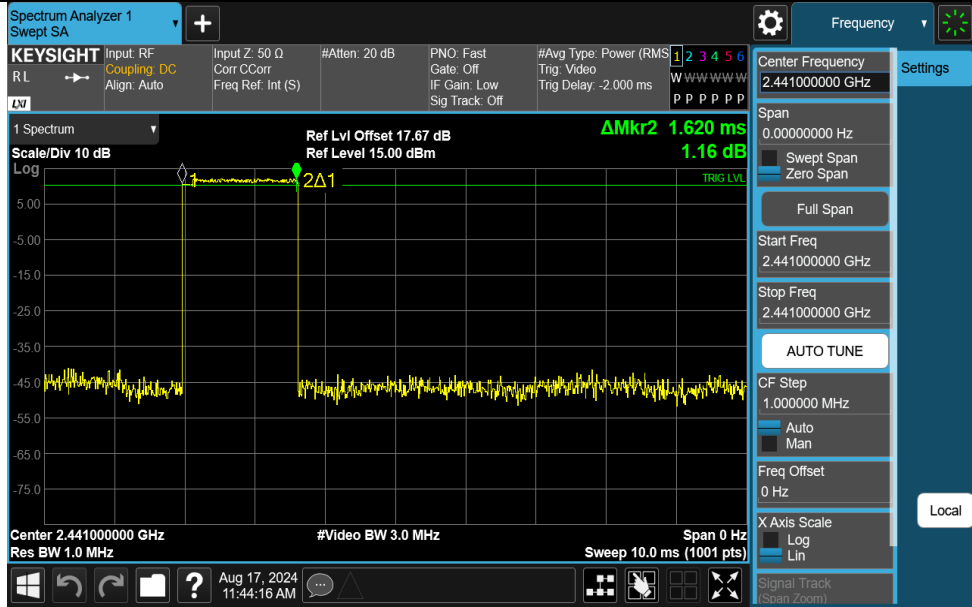 Spectrum Analyzer 1
Swept SA
+
Frequency
KEYSIGHT
R L
LXI
Input: RF
Coupling: DC
Align: Auto
Input Z: 50 Ω
Corr CCorr
Freq Ref: Int (S)
#Atten: 20 dB
PNO: Fast
Gate: Off
IF Gain: Low
Sig Track: Off
#Avg Type: Power (RMS
Trig: Video
Trig Delay: -2.000 ms
1 2 3 4 5 6
W W W W W W
P P P P P P
1 Spectrum
Scale/Div 10 dB
Log
Ref Lvl Offset 17.67 dB
Ref Level 15.00 dBm
ΔMkr2 1.620 ms
1.16 dB
1
2Δ1
TRIG LVL
5.00
-5.00
-15.0
-25.0
-35.0
-45.0
-55.0
-65.0
-75.0
Center 2.441000000 GHz
Res BW 1.0 MHz
#Video BW 3.0 MHz
Span 0 Hz
Sweep 10.0 ms (1001 pts)
Center Frequency
2.441000000 GHz
Span
0.00000000 Hz
Swept Span
Zero Span
Full Span
Start Freq
2.441000000 GHz
Stop Freq
2.441000000 GHz
AUTO TUNE
CF Step
1.000000 MHz
Auto
Man
Freq Offset
0 Hz
X Axis Scale
Log
Lin
Signal Track
(Span Zoom)
Settings
Local
?
Aug 17, 2024
11:44:16 AM